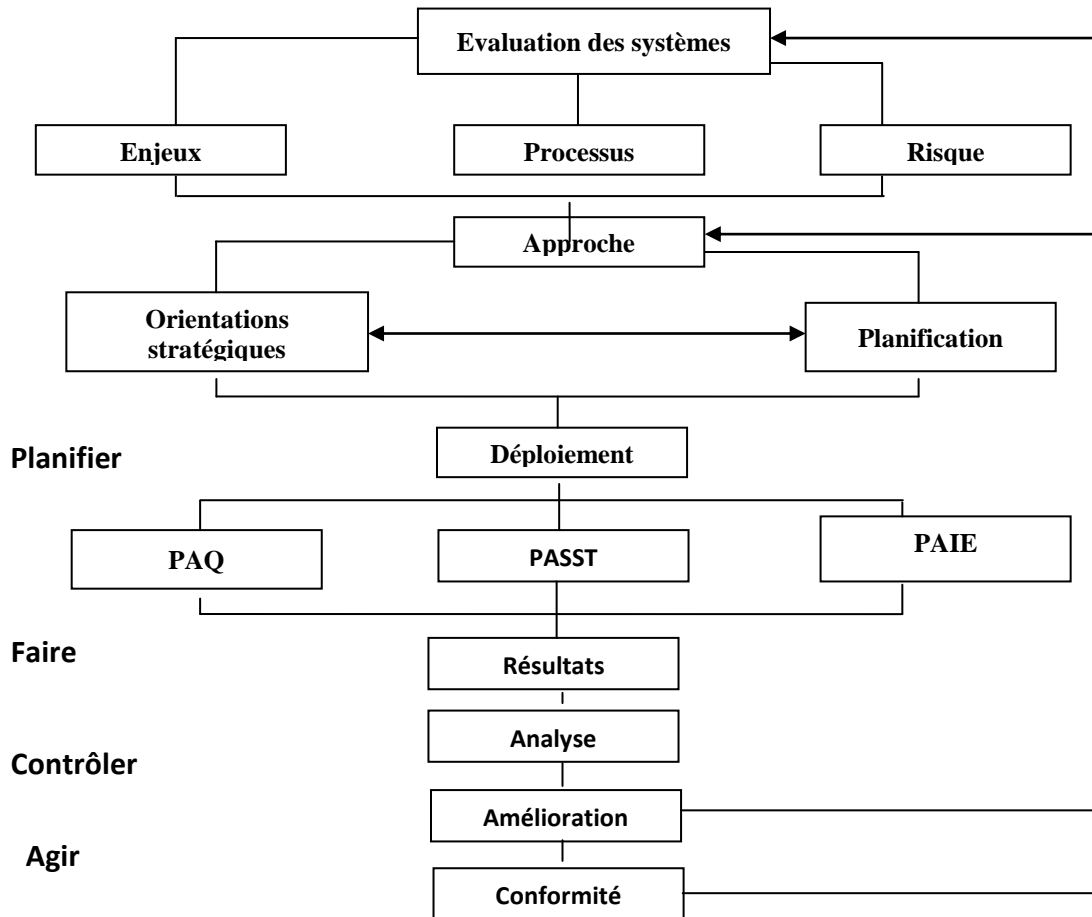 Evaluation des systèmes
Enjeux
Processus
Risque
Approche
Orientations
stratégiques
Planification
Planifier
Déploiement
PAQ
PASST
PAIE
Faire
Résultats
Analyse
Contrôler
Amélioration
Agir
Conformité